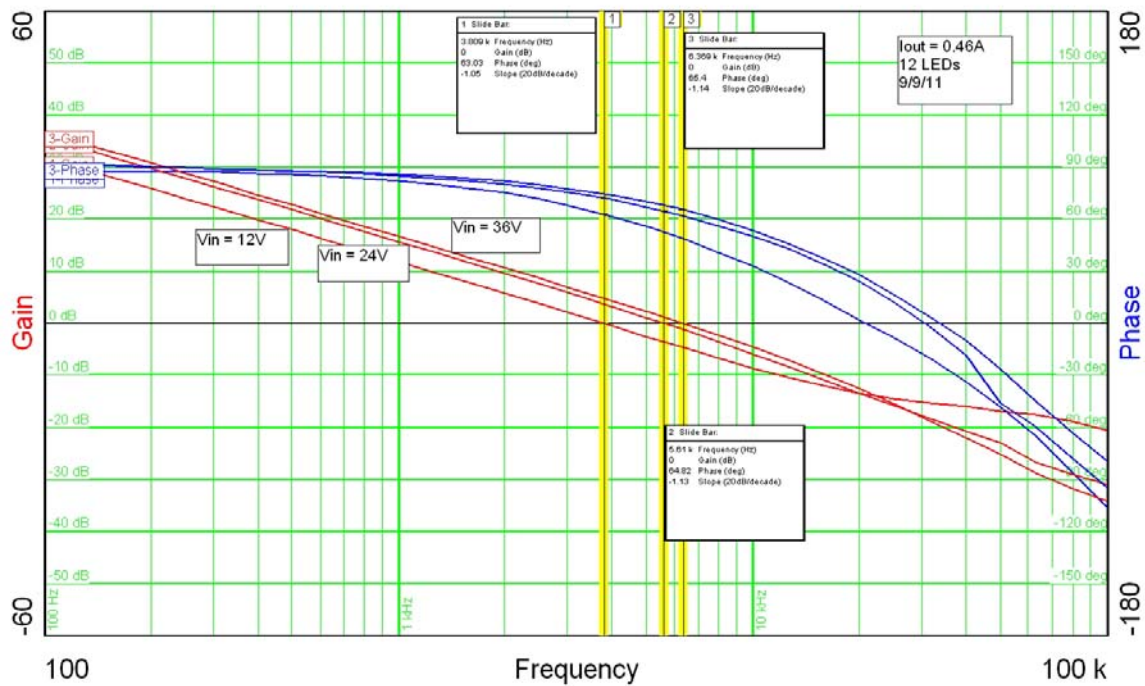 60
180
50 dB
40 dB
20 dB
10 dB
0 dB
-10 dB
-20 dB
-30 dB
-40 dB
-50 dB
150 deg
120 deg
90 deg
60 deg
30 deg
0 deg
-30 deg
-120 deg
-150 deg
1
2
3
1 Slide Bar:
3.809 k Frequency (Hz)
0 Gain (dB)
63.03 Phase (deg)
-1.05 Slope (20dB/decade)
3 Slide Bar:
6.369 k Frequency (Hz)
0 Gain (dB)
65.4 Phase (deg)
-1.14 Slope (20dB/decade)
Iout = 0.46A
12 LEDs
9/9/11
3-Gain
3-Phase
Vin = 12V
Vin = 24V
Vin = 36V
2 Slide Bar:
5.61 k Frequency (Hz)
0 Gain (dB)
64.82 Phase (deg)
-1.13 Slope (20dB/decade)
Gain
Phase
100 Hz
1 kHz
10 kHz
-60
-180
100
Frequency
100 k